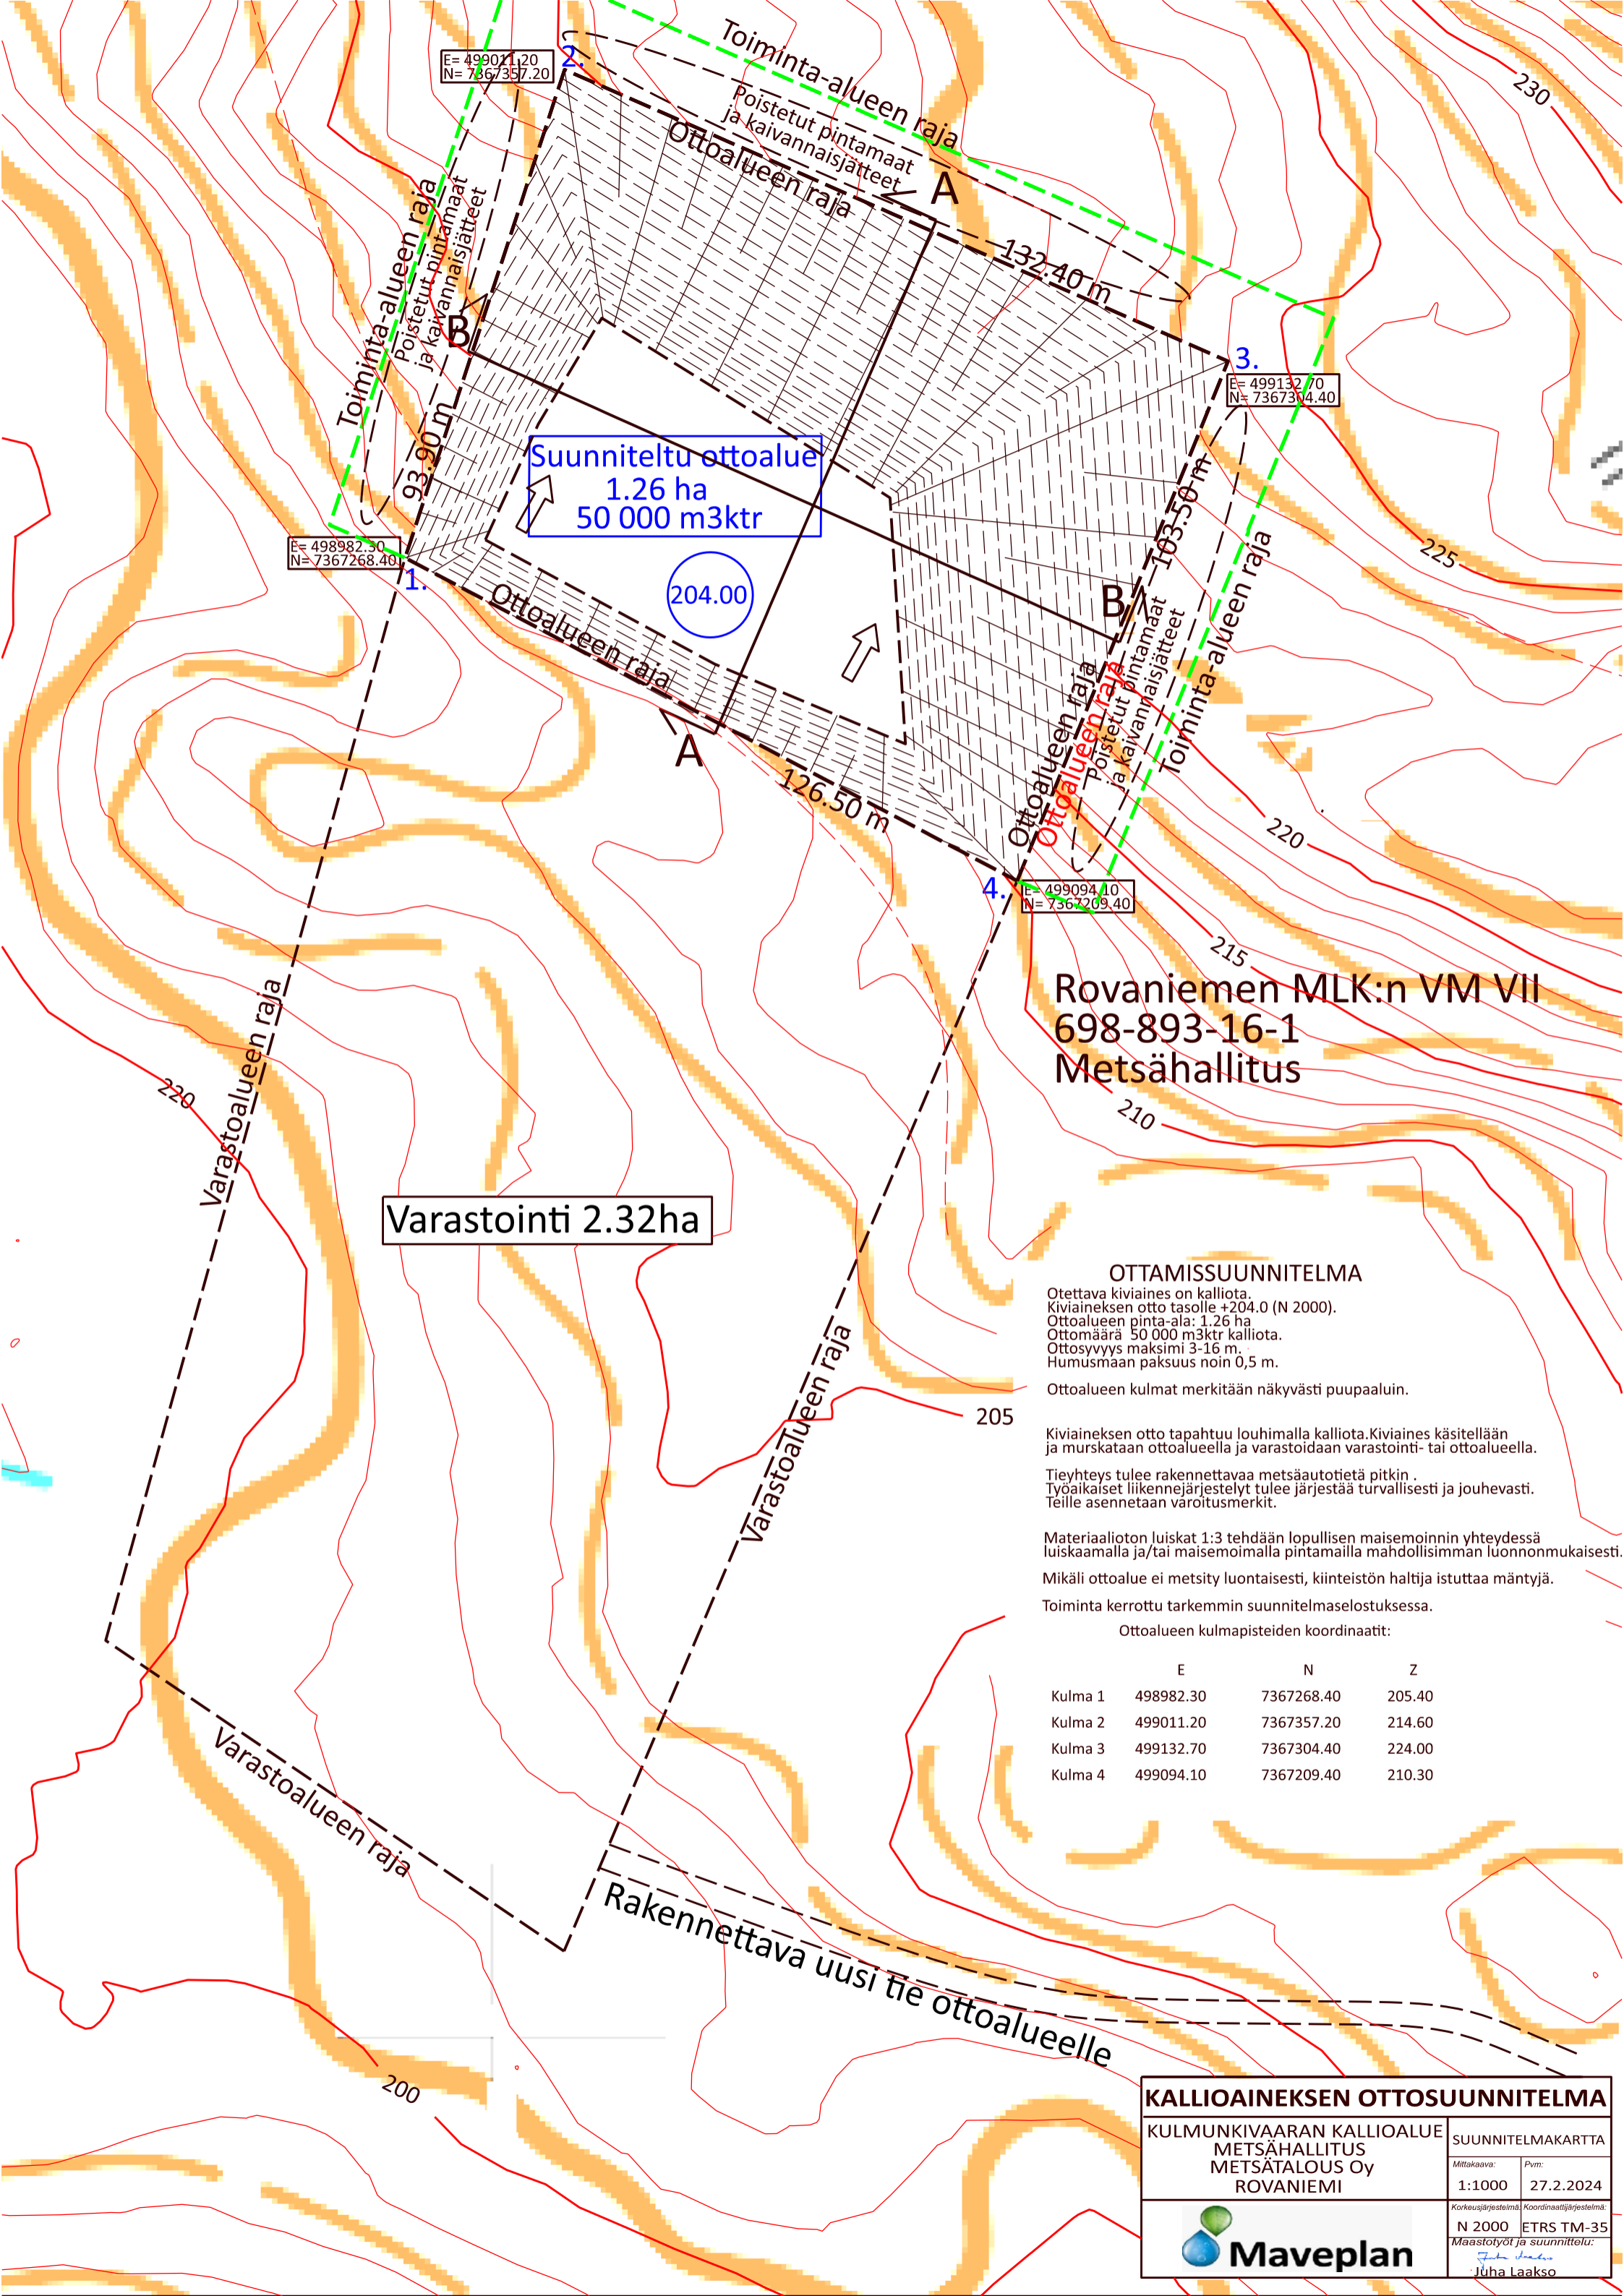 E= 499011.20
N= 7367357.20
2.
Toiminta-alueen raja
Poistetut pintamaat
ja kaivannaisjätteet
Ottoalueen raja
A
132.40 m
230
Toiminta-alueen raja
Poistetut pintamaat
ja kaivannaisjätteet
B
93.90 m
3.
E= 499132.70
N= 7367304.40
Suunniteltu ottoalue
1.26 ha
50 000 m3ktr
204.00
E= 498982.30
N= 7367268.40
1.
Ottoalueen raja
A
126.50 m
103.50 m
B
225
Ottoalueen raja
Ottoalueen raja
Poistetut pintamaat
ja kaivannaisjätteet
Toiminta-alueen raja
220
4.
E= 499094.10
N= 7367209.40
215
Rovaniemen MLK:n VM VII
698-893-16-1
Metsähallitus
210
Varastoalueen raja
220
Varastointi 2.32ha
Varastoalueen raja
205
OTTAMISSUUNNITELMA
Otettava kiviaines on kalliota.
Kiviaineksen otto tasolle +204.0 (N 2000).
Ottoalueen pinta-ala: 1.26 ha
Ottomäärä 50 000 m3ktr kalliota.
Ottosyvyys maksimi 3-16 m.
Humusmaan paksuus noin 0,5 m.
Ottoalueen kulmat merkitään näkyvästi puupaaluin.
Kiviaineksen otto tapahtuu louhimalla kalliota.Kiviaines käsitellään
ja murskataan ottoalueella ja varastoidaan varastointi- tai ottoalueella.
Tieyhteys tulee rakennettavaa metsäautotietä pitkin .
Työaikaiset liikennejärjestelyt tulee järjestää turvallisesti ja jouhevasti.
Teille asennetaan varoitusmerkit.
Materiaalioton luiskat 1:3 tehdään lopullisen maisemoinnin yhteydessä
luiskaamalla ja/tai maisemoimalla pintamailla mahdollisimman luonnonmukaisesti.
Mikäli ottoalue ei metsity luontaisesti, kiinteistön haltija istuttaa mäntyjä.
Toiminta kerrottu tarkemmin suunnitelmaselostuksessa.
Ottoalueen kulmapisteiden koordinaatit:
E N Z
Kulma 1 498982.30 7367268.40 205.40
Kulma 2 499011.20 7367357.20 214.60
Kulma 3 499132.70 7367304.40 224.00
Kulma 4 499094.10 7367209.40 210.30
Varastoalueen raja
Rakennettava uusi tie ottoalueelle
200
KALLIOAINEKSEN OTTOSUUNNITELMA
KULMUNKIVAARAN KALLIOALUE
METSÄHALLITUS
METSÄTALOUS Oy
ROVANIEMI
SUUNNITELMAKARTTA
Mittakaava: Pvm:
1:1000 27.2.2024
Korkeusjärjestelmä: Koordinaattijärjestelmä:
N 2000 ETRS TM-35
Maastotyöt ja suunnittelu:
Juha Laakso
Juha Laakso
Maveplan